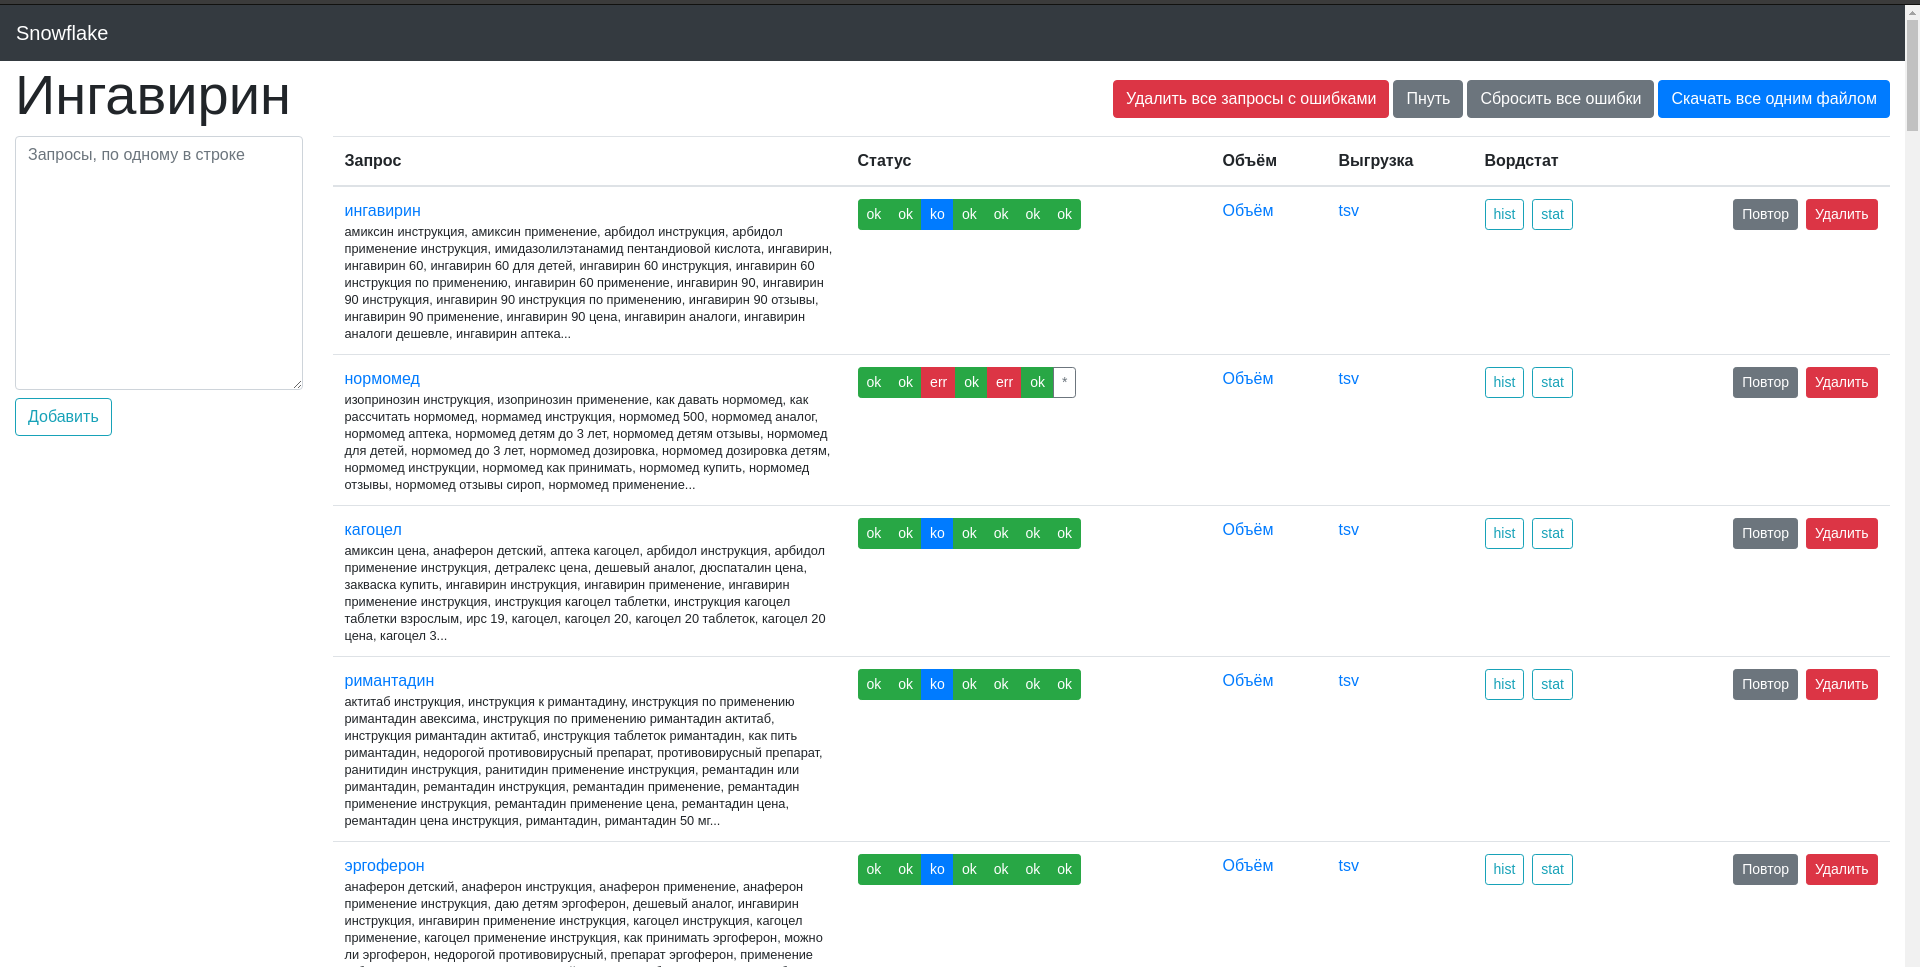 Snowflake
Ингавирин
Удалить все запросы с ошибками Пнуть Сбросить все ошибки Скачать все одним файлом
Запросы, по одному в строке
Добавить
Запрос Статус Объём Выгрузка Вордстат
ингавирин ok ok ko ok ok ok ok Объём tsv hist stat Повтор Удалить
амиксин инструкция, амиксин применение, арбидол инструкция, арбидол
применение инструкция, имидазолилэтанамид пентандиовой кислота, ингавирин,
ингавирин 60, ингавирин 60 для детей, ингавирин 60 инструкция, ингавирин 60
инструкция по применению, ингавирин 60 применение, ингавирин 90, ингавирин
90 инструкция, ингавирин 90 инструкция по применению, ингавирин 90 отзывы,
ингавирин 90 применение, ингавирин 90 цена, ингавирин аналоги, ингавирин
аналоги дешевле, ингавирин аптека...
нормомед ok ok err ok err ok * Объём tsv hist stat Повтор Удалить
изопринозин инструкция, изопринозин применение, как давать нормомед, как
рассчитать нормомед, нормамед инструкция, нормомед 500, нормомед аналог,
нормомед аптека, нормомед детям до 3 лет, нормомед детям отзывы, нормомед
для детей, нормомед до 3 лет, нормомед дозировка, нормомед дозировка детям,
нормомед инструкции, нормомед как принимать, нормомед купить, нормомед
отзывы, нормомед отзывы сироп, нормомед применение...
кагоцел ok ok ko ok ok ok ok Объём tsv hist stat Повтор Удалить
амиксин цена, анаферон детский, аптека кагоцел, арбидол инструкция, арбидол
применение инструкция, детралекс цена, дешевый аналог, дюспаталин цена,
закваска купить, ингавирин инструкция, ингавирин применение, ингавирин
применение инструкция, инструкция кагоцел таблетки, инструкция кагоцел
таблетки взрослым, ирс 19, кагоцел, кагоцел 20, кагоцел 20 таблеток, кагоцел 20
цена, кагоцел 3...
римантадин ok ok ko ok ok ok ok Объём tsv hist stat Повтор Удалить
актитаб инструкция, инструкция к римантадину, инструкция по применению
римантадин авексима, инструкция по применению римантадин актитаб,
инструкция римантадин актитаб, инструкция таблеток римантадин, как пить
римантадин, недорогой противовирусный препарат, противовирусный препарат,
ранитидин инструкция, ранитидин применение инструкция, ремантадин или
римантадин, ремантадин инструкция, ремантадин применение, ремантадин
применение инструкция, ремантадин применение цена, ремантадин цена,
ремантадин цена инструкция, римантадин, римантадин 50 мг...
эргоферон ok ok ko ok ok ok ok Объём tsv hist stat Повтор Удалить
анаферон детский, анаферон инструкция, анаферон применение, анаферон
применение инструкция, даю детям эргоферон, дешевый аналог, ингавирин
инструкция, ингавирин применение инструкция, кагоцел инструкция, кагоцел
применение, кагоцел применение инструкция, как принимать эргоферон, можно
ли эргоферон, недорогой противовирусный, препарат эргоферон, применение